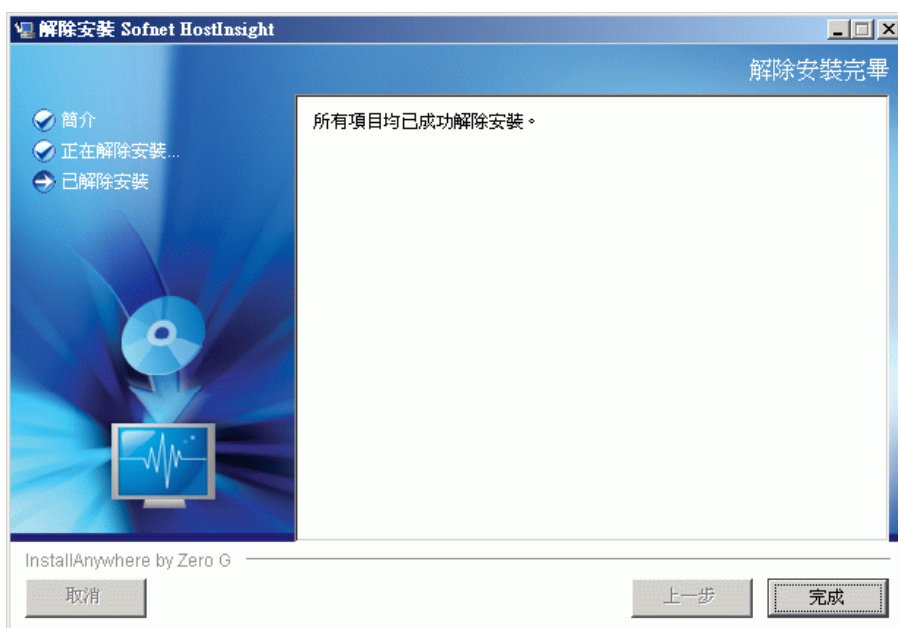 解除安裝 Sofnet HostInsight
解除安裝完畢
簡介
正在解除安裝...
已解除安裝
所有項目均已成功解除安裝。
InstallAnywhere by Zero G
取消
上一步
完成